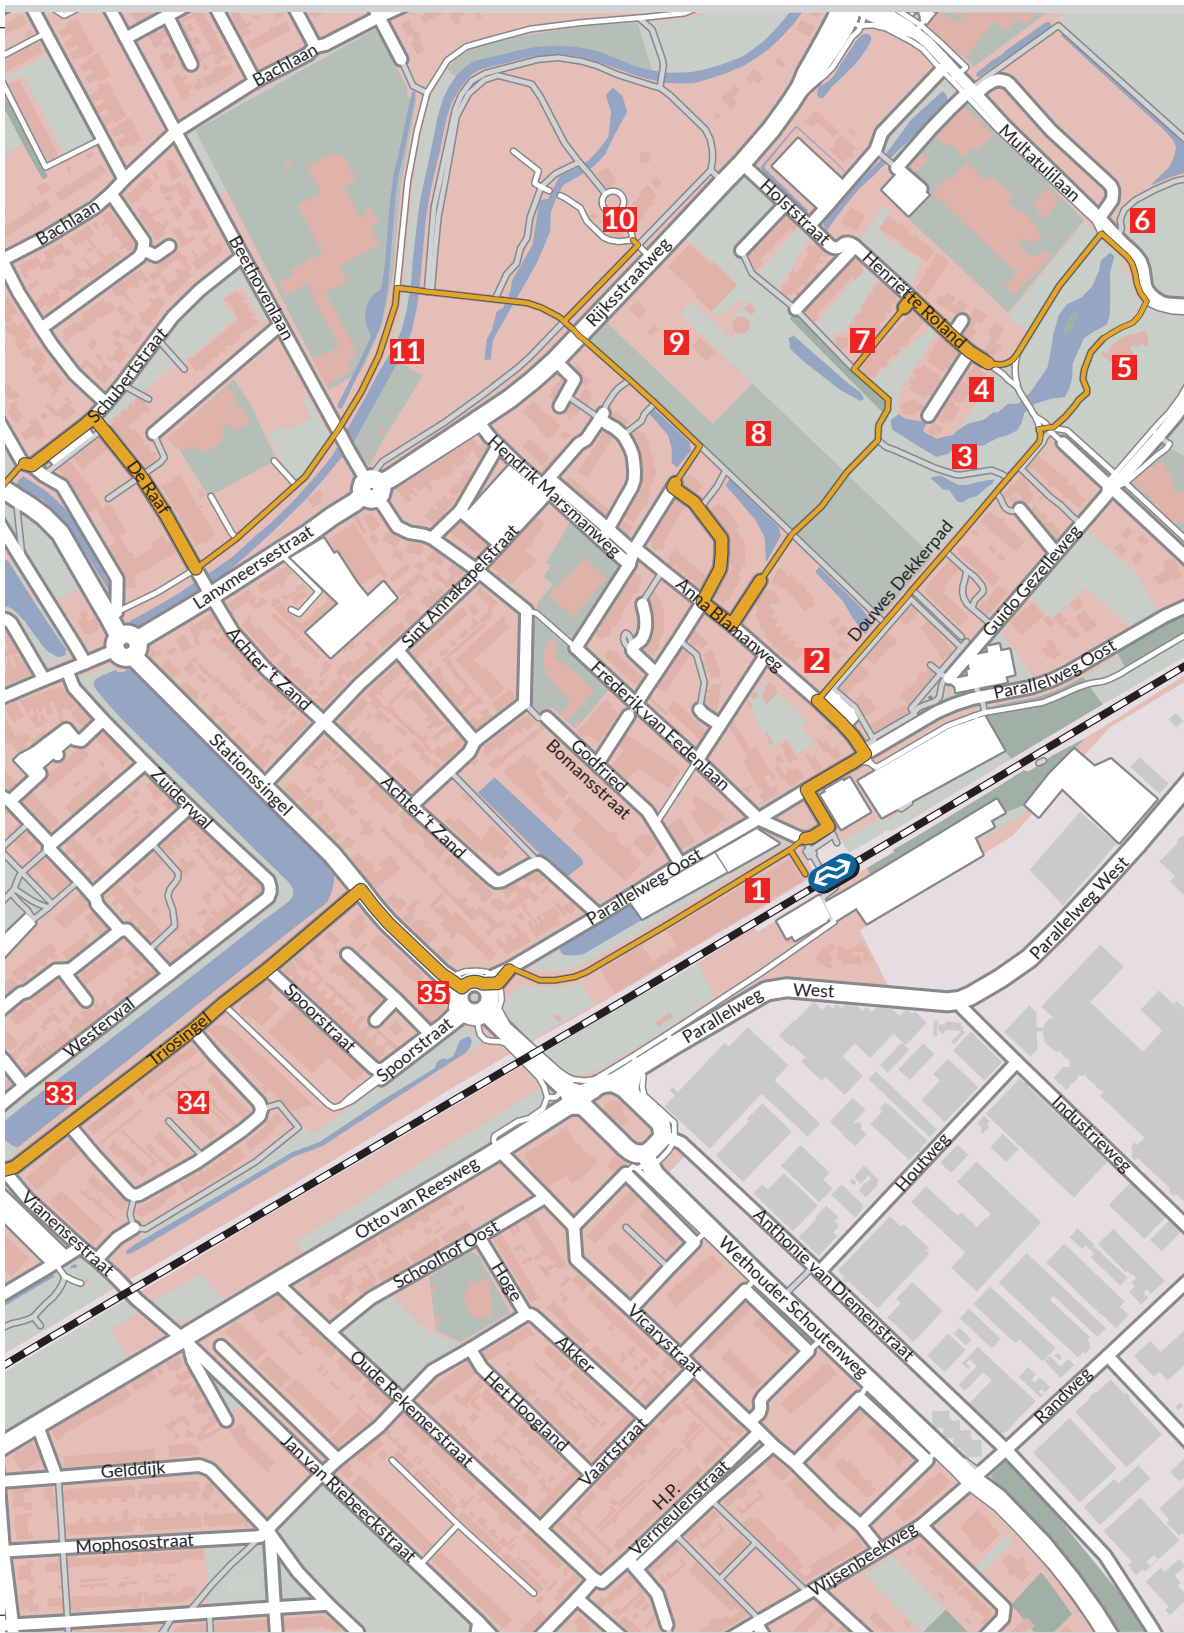 Bachlaan
Multatulilaan
Bachlaan
Holststraat
10
6
Beethovenlaan
Henriëtte Roland
Rijksstraatweg
9
7
11
5
4
Schubertstraat
8
3
De Raaf
Hendrik Marsmanweg
Lanxmeersestraat
Sint Annakapelstraat
Douwes Dekkerpad
Guido Gezelleweg
Anna Blamanweg
2
Achter 't Zand
Frederik van Eedenlaan
Parallelweg Oost
Stationssingel
Godfried
Bomansstraat
Zuiderwal
Achter 't Zand
Parallelweg Oost
1
Parallelweg West
35
Parallelweg
West
Spoorstraat
Westerwal
Triosingel
Spoorstraat
33
34
Industrieweg
Houtweg
Vianensestraat
Otto van Reesweg
Anthonie van Diemenstraat
Schoolhof Oost
Wethouder Schoutenweg
Hoge
Akker
Vicarystraat
Oude Rekemerstraat
Het Hoogland
Randweg
Vaartstraat
Gelddijk
Jan van Riebeeckstraat
H.P.
Vermeulenstraat
Mophosostraat
Wijsenbeekweg